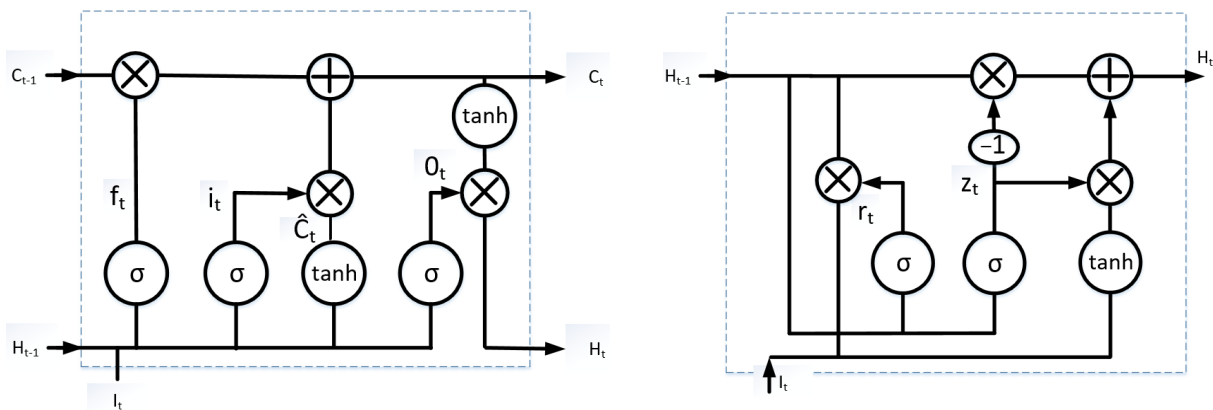 C_{t-1}
C_t
tanh
f_t
i_t
0_t
Ĉ_t
σ
σ
tanh
σ
H_{t-1}
H_t
I_t
H_{t-1}
H_t
−1
z_t
r_t
σ
σ
tanh
I_t